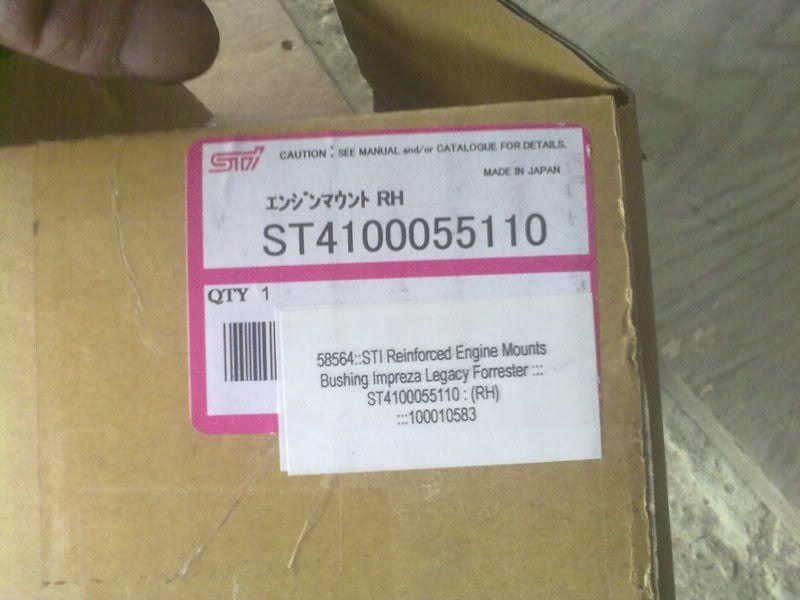 STi
CAUTION : SEE MANUAL and/or CATALOGUE FOR DETAILS.
MADE IN JAPAN
エンジンマウント RH
ST4100055110
QTY 1
58564::STI Reinforced Engine Mounts
Bushing Impreza Legacy Forrester :::
ST4100055110 : (RH)
:::100010583